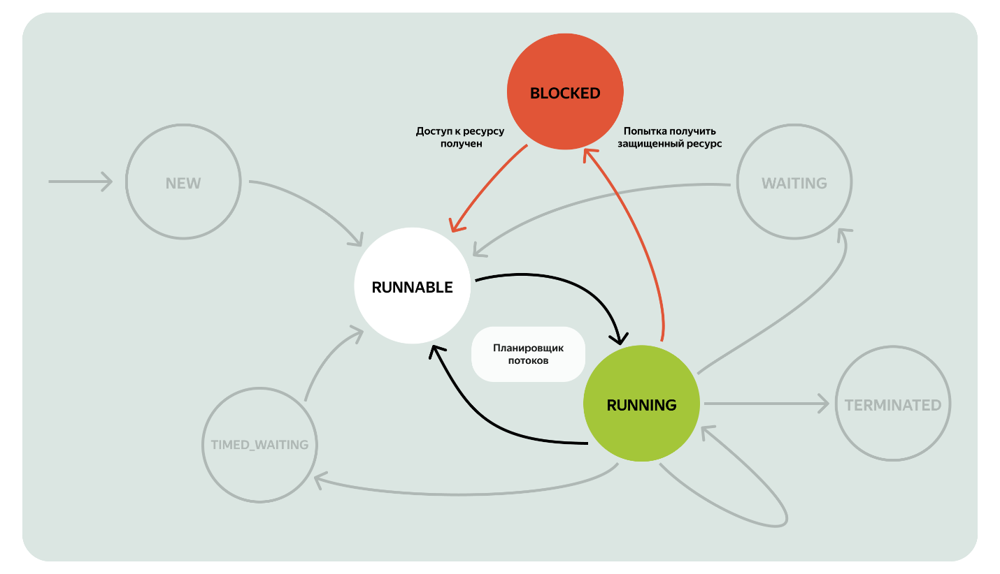 BLOCKED
Доступ к ресурсу
получен
Попытка получить
защищенный ресурс
NEW
WAITING
RUNNABLE
Планировщик
потоков
RUNNING
TERMINATED
TIMED_WAITING